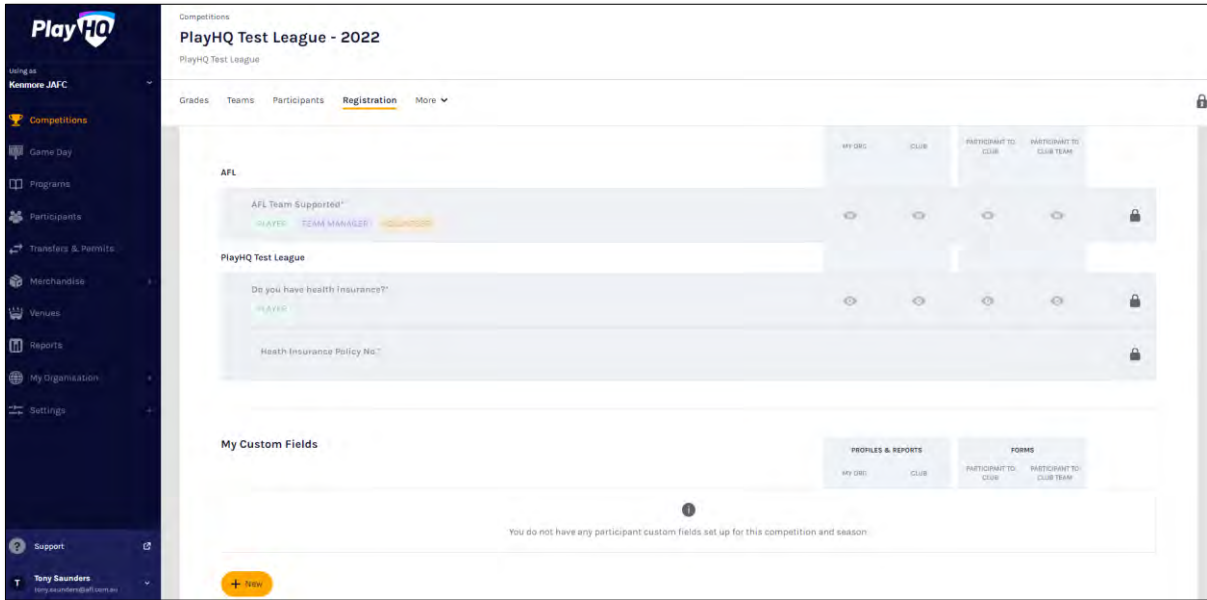 PlayHQ
Using as
Kenmore JAFC
Competitions
Game Day
Programs
Participants
Transfers & Permits
Merchandise
Venues
Reports
My Organisation
Settings
Support
T
Tony Saunders
tony.saunders@afl.com.au
Competitions
PlayHQ Test League - 2022
PlayHQ Test League
Grades Teams Participants Registration More
MY ORG CLUB PARTICIPANT TO CLUB PARTICIPANT TO CLUB TEAM
AFL
AFL Team Supported*
PLAYER TEAM MANAGER VOLUNTEER
PlayHQ Test League
Do you have health insurance?*
PLAYER
Heath Insurance Policy No.*
My Custom Fields
PROFILES & REPORTS FORMS
MY ORG CLUB PARTICIPANT TO CLUB PARTICIPANT TO CLUB TEAM
You do not have any participant custom fields set up for this competition and season
+ New